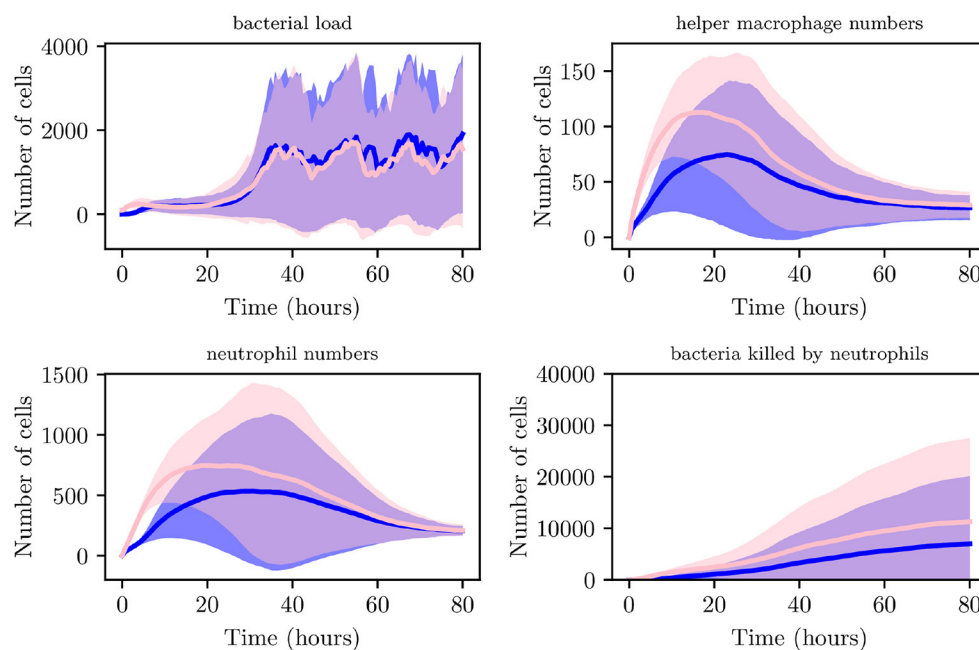 bacterial load
4000
2000
0
Number of cells
0 20 40 60 80
Time (hours)
helper macrophage numbers
150
100
50
0
Number of cells
0 20 40 60 80
Time (hours)
neutrophil numbers
1500
1000
500
0
Number of cells
0 20 40 60 80
Time (hours)
bacteria killed by neutrophils
40000
30000
20000
10000
0
Number of cells
0 20 40 60 80
Time (hours)